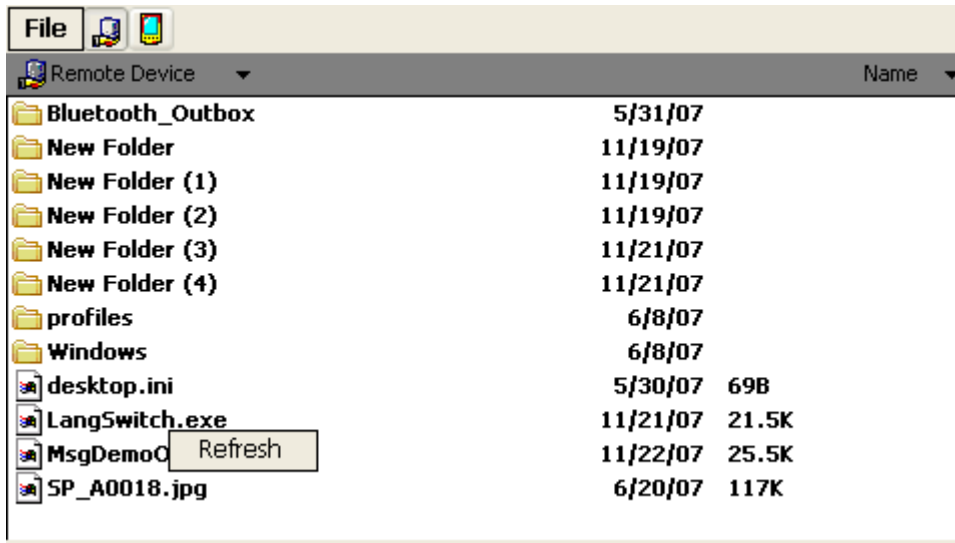 File
Remote Device Name
Bluetooth_Outbox 5/31/07
New Folder 11/19/07
New Folder (1) 11/19/07
New Folder (2) 11/19/07
New Folder (3) 11/21/07
New Folder (4) 11/21/07
profiles 6/8/07
Windows 6/8/07
desktop.ini 5/30/07 69B
LangSwitch.exe 11/21/07 21.5K
Refresh
11/22/07 25.5K
SP_A0018.jpg 6/20/07 117K